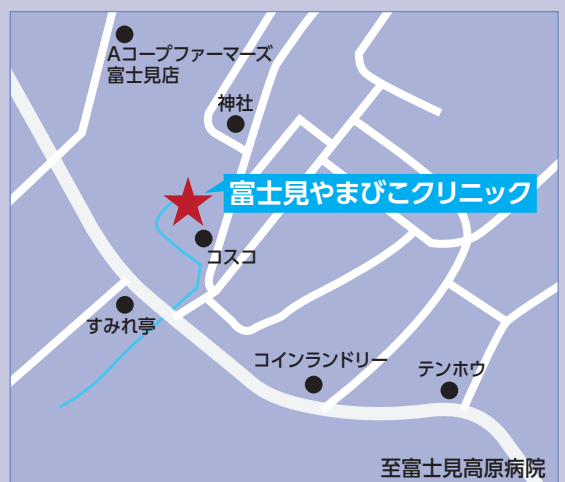 Aコープファーマーズ
富士見店
神社
富士見やまびこクリニック
コスコ
すみれ亭
コインランドリー
テンホウ
至富士見高原病院